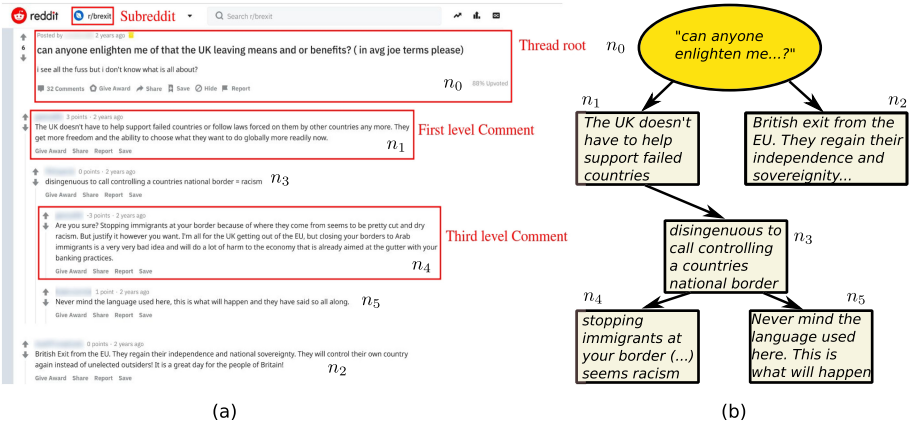 reddit r/brexit Subreddit Search r/brexit
Posted by 2 years ago
Thread root
6
can anyone enlighten me of that the UK leaving means and or benefits? ( in avg joe terms please)
i see all the fuss but i don't know what is all about?
32 Comments Give Award Share Save Hide Report
n0
88% Upvoted
3 points · 2 years ago
The UK doesn't have to help support failed countries or follow laws forced on them by other countries any more. They
get more freedom and the ability to choose what they want to do globally more readily now.
Give Award Share Report Save
n1
First level Comment
0 points · 2 years ago
disingenuous to call controlling a countries national border = racism
n3
Give Award Share Report Save
-3 points · 2 years ago
Are you sure? Stopping immigrants at your border because of where they come from seems to be pretty cut and dry
racism. But justify it however you want. I'm all for the UK getting out of the EU, but closing your borders to Arab
immigrants is a very very bad idea and will do a lot of harm to the economy that is already aimed at the gutter with your
banking practices.
Give Award Share Report Save
n4
Third level Comment
1 point · 2 years ago
Never mind the language used here, this is what will happen and they have said so all along.
n5
Give Award Share Report Save
0 points · 2 years ago
British Exit from the EU. They regain their independence and national sovereignty. They will control their own country
again instead of unelected outsiders! It is a great day for the people of Britain!
n2
Give Award Share Report Save
(a)
n0
"can anyone
enlighten me...?"
n1
The UK doesn't
have to help
support failed
countries
n2
British exit from the
EU. They regain their
independence and
sovereignity...
disingenuous to
call controlling
a countries
national border
n3
n4
stopping
immigrants at
your border (...)
seems racism
n5
Never mind the
language used
here. This is
what will happen
(b)